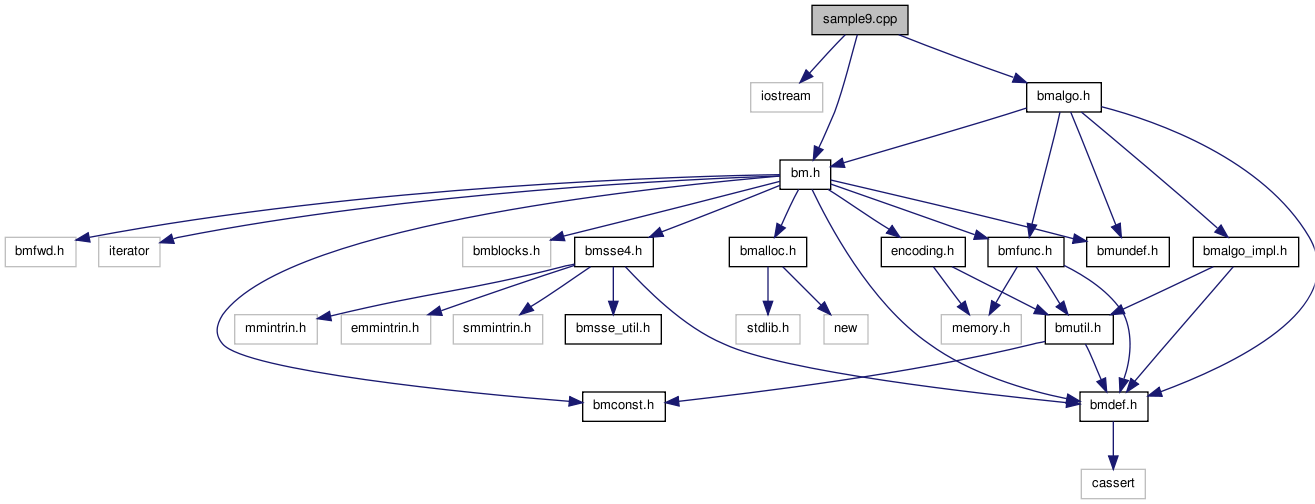 sample9.cpp
iostream
bmalgo.h
bm.h
bmfwd.h
iterator
bmblocks.h
bmsse4.h
bmalloc.h
encoding.h
bmfunc.h
bmundef.h
bmalgo_impl.h
mmintrin.h
emmintrin.h
smmintrin.h
bmsse_util.h
stdlib.h
new
memory.h
bmutil.h
bmconst.h
bmdef.h
cassert